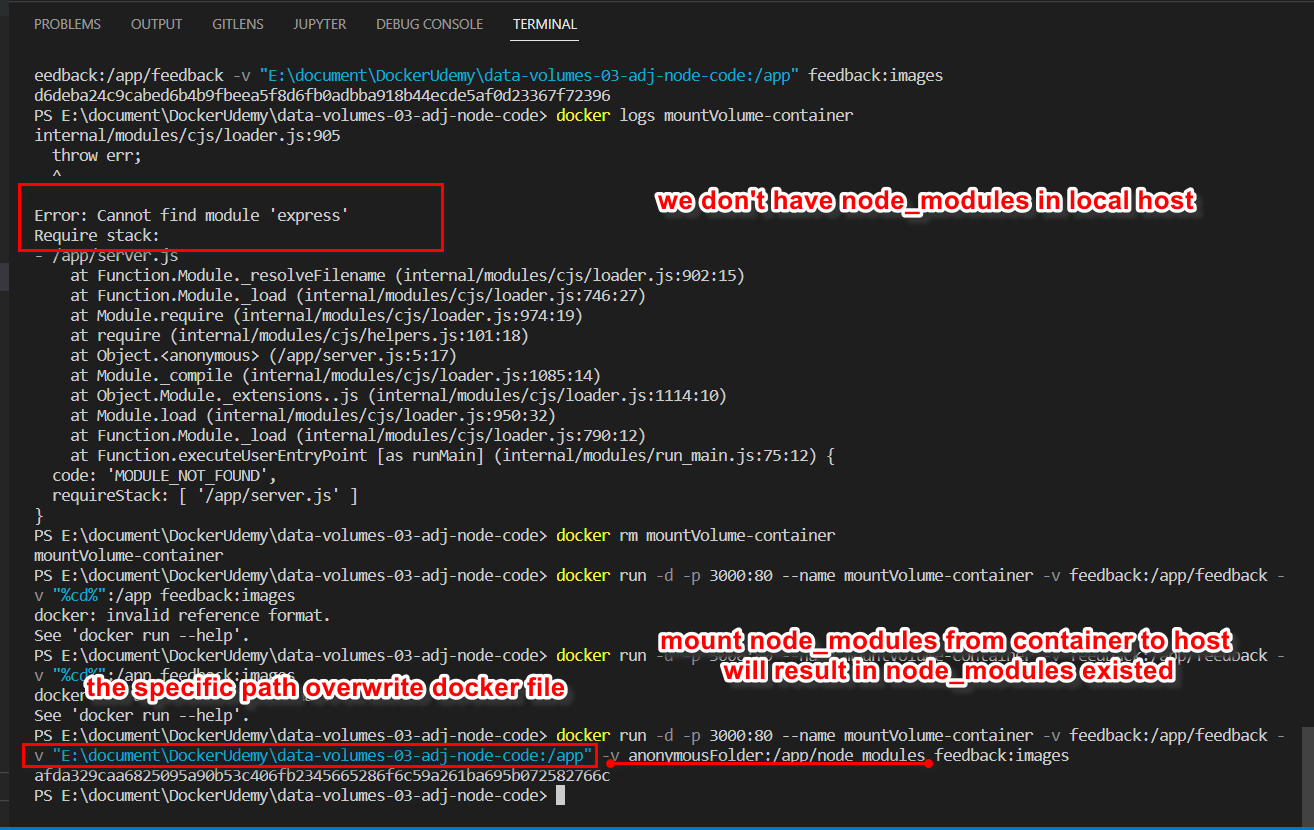 PROBLEMS OUTPUT GITLENS JUPYTER DEBUG CONSOLE TERMINAL
eedback:/app/feedback -v "E:\document\DockerUdemy\data-volumes-03-adj-node-code:/app" feedback:images
d6deba24c9cabed6b4b9fbeea5f8d6fb0adbba918b44ecde5af0d23367f72396
PS E:\document\DockerUdemy\data-volumes-03-adj-node-code> docker logs mountVolume-container
internal/modules/cjs/loader.js:905
  throw err;
  ^
we don't have node_modules in local host
Error: Cannot find module 'express'
Require stack:
- /app/server.js
    at Function.Module._resolveFilename (internal/modules/cjs/loader.js:902:15)
    at Function.Module._load (internal/modules/cjs/loader.js:746:27)
    at Module.require (internal/modules/cjs/loader.js:974:19)
    at require (internal/modules/cjs/helpers.js:101:18)
    at Object.<anonymous> (/app/server.js:5:17)
    at Module._compile (internal/modules/cjs/loader.js:1085:14)
    at Object.Module._extensions..js (internal/modules/cjs/loader.js:1114:10)
    at Module.load (internal/modules/cjs/loader.js:950:32)
    at Function.Module._load (internal/modules/cjs/loader.js:790:12)
    at Function.executeUserEntryPoint [as runMain] (internal/modules/run_main.js:75:12) {
  code: 'MODULE_NOT_FOUND',
  requireStack: [ '/app/server.js' ]
}
PS E:\document\DockerUdemy\data-volumes-03-adj-node-code> docker rm mountVolume-container
mountVolume-container
PS E:\document\DockerUdemy\data-volumes-03-adj-node-code> docker run -d -p 3000:80 --name mountVolume-container -v feedback:/app/feedback -
v "%cd%":/app feedback:images
docker: invalid reference format.
See 'docker run --help'.
mount node_modules from container to host
will result in node_modules existed
PS E:\document\DockerUdemy\data-volumes-03-adj-node-code> docker run -d -p 3000:80 --name mountVolume-container -v feedback:/app/feedback -
v "%cd%":/app feedback:images
the specific path overwrite docker file
docker
See 'docker run --help'.
PS E:\document\DockerUdemy\data-volumes-03-adj-node-code> docker run -d -p 3000:80 --name mountVolume-container -v feedback:/app/feedback -
v "E:\document\DockerUdemy\data-volumes-03-adj-node-code:/app" -v anonymousFolder:/app/node_modules feedback:images
afda329caa6825095a90b53c406fb2345665286f6c59a261ba695b072582766c
PS E:\document\DockerUdemy\data-volumes-03-adj-node-code>